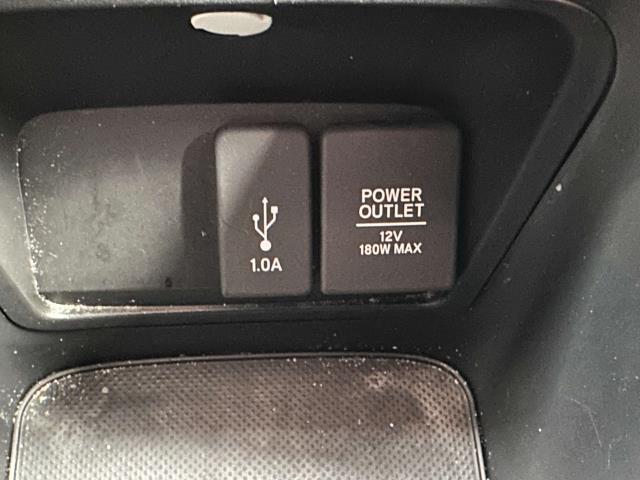 1.0A
POWER
OUTLET
12V
180W MAX